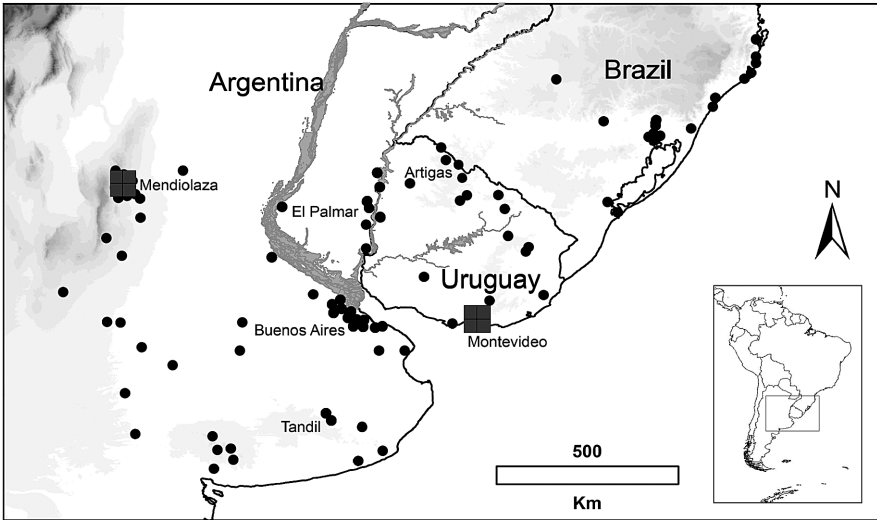 Argentina
Brazil
Artigas
Mendiolaza
N
El Palmar
Uruguay
Buenos Aires
Montevideo
Tandil
500
Km